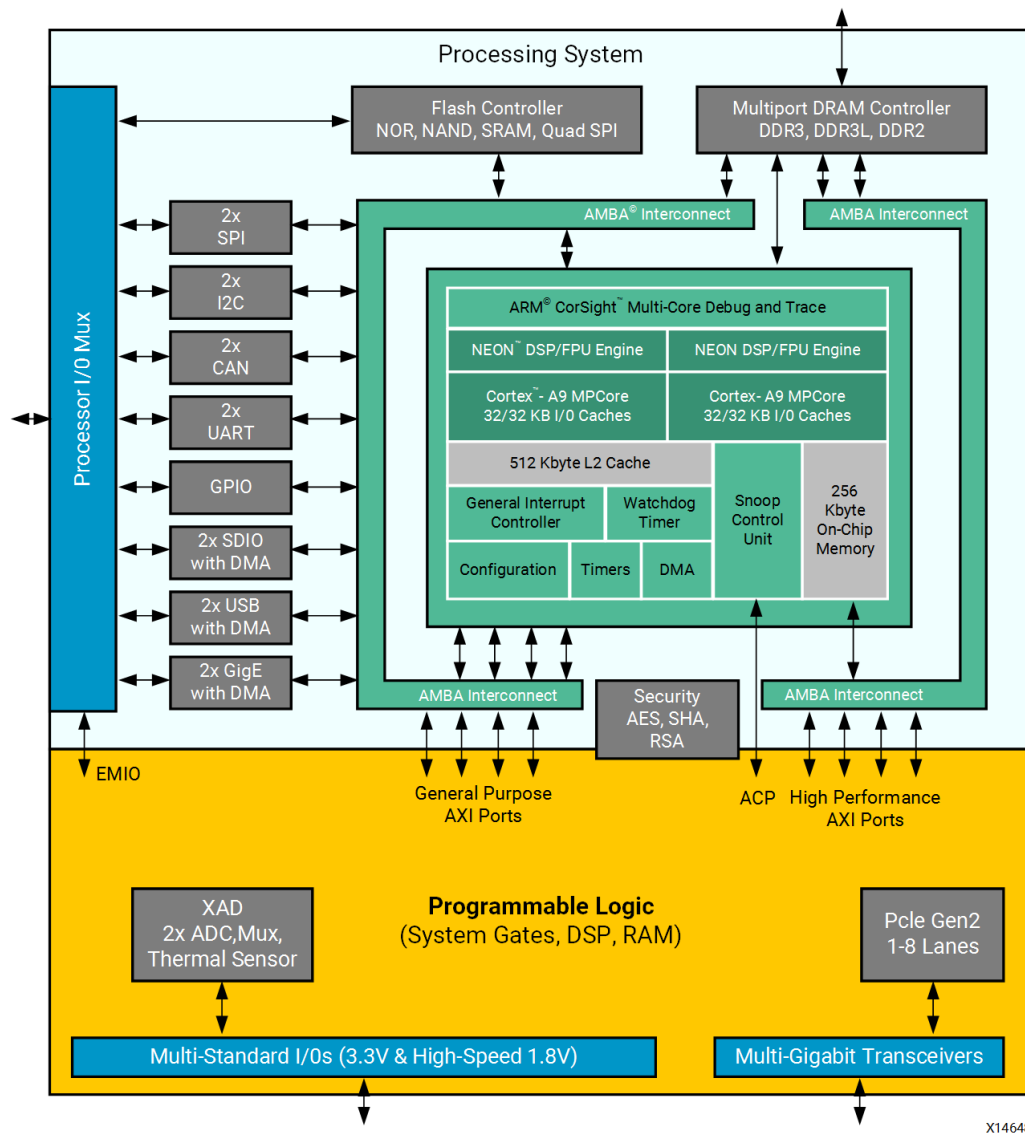 Processing System
Flash Controller
NOR, NAND, SRAM, Quad SPI
Multiport DRAM Controller
DDR3, DDR3L, DDR2
Processor I/0 Mux
2x
SPI
2x
I2C
2x
CAN
2x
UART
GPIO
2x SDIO
with DMA
2x USB
with DMA
2x GigE
with DMA
AMBA© Interconnect
AMBA Interconnect
ARM© CorSight™ Multi-Core Debug and Trace
NEON™ DSP/FPU Engine
NEON DSP/FPU Engine
Cortex™- A9 MPCore
32/32 KB I/0 Caches
Cortex- A9 MPCore
32/32 KB I/0 Caches
512 Kbyte L2 Cache
General Interrupt
Controller
Watchdog
Timer
Configuration
Timers
DMA
Snoop
Control
Unit
256
Kbyte
On-Chip
Memory
AMBA Interconnect
Security
AES, SHA,
RSA
AMBA Interconnect
EMIO
General Purpose
AXI Ports
ACP
High Performance
AXI Ports
XAD
2x ADC,Mux,
Thermal Sensor
Programmable Logic
(System Gates, DSP, RAM)
Pcle Gen2
1-8 Lanes
Multi-Standard I/0s (3.3V & High-Speed 1.8V)
Multi-Gigabit Transceivers